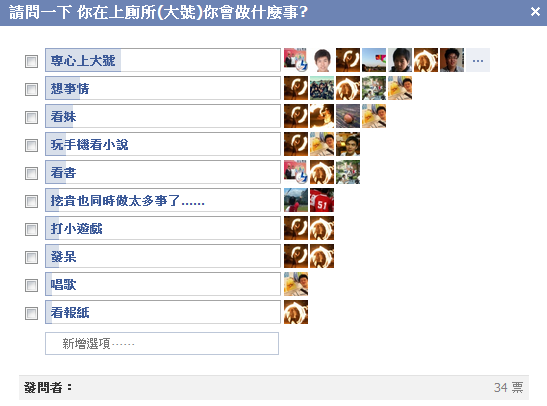 請問一下 你在上廁所(大號)你會做什麼事?
專心上大號
想事情
看妹
玩手機看小說
看書
挖賽也同時做太多事了......
打小遊戲
發呆
唱歌
看報紙
新增選項......
發問者：
34 票